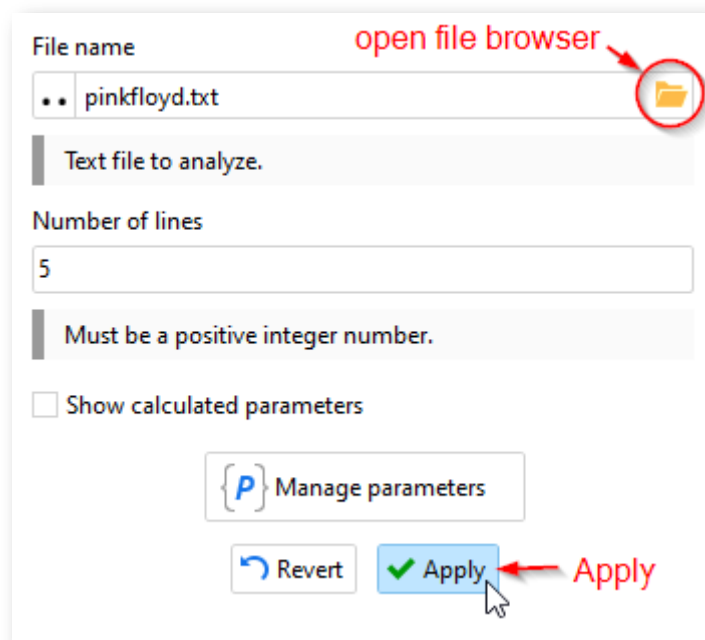 open file browser
File name
•• pinkfloyd.txt
Text file to analyze.
Number of lines
5
Must be a positive integer number.
Show calculated parameters
{P} Manage parameters
Revert Apply Apply